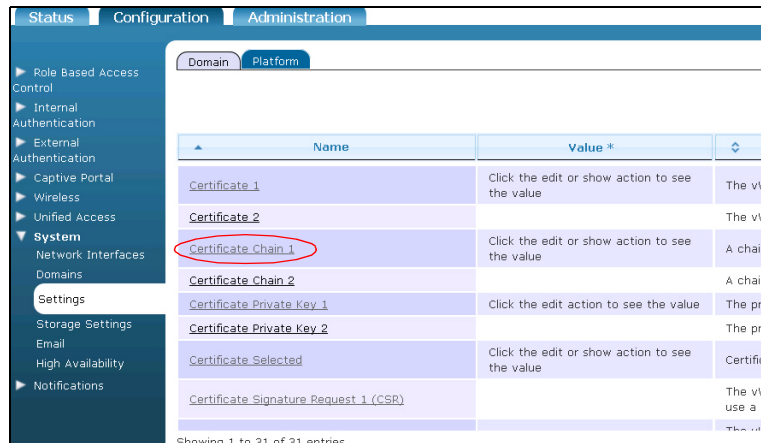 Status Configuration Administration
Domain Platform
Role Based Access
Control
Internal
Authentication
External
Authentication
Captive Portal
Wireless
Unified Access
System
Network Interfaces
Domains
Settings
Storage Settings
Email
High Availability
Notifications
Name Value *
Certificate 1 Click the edit or show action to see
the value The
Certificate 2 The
Certificate Chain 1 Click the edit or show action to see
the value A
Certificate Chain 2 A
Certificate Private Key 1 Click the edit action to see the value The
Certificate Private Key 2 The
Certificate Selected Click the edit or show action to see
the value
Certificate Signature Request 1 (CSR) The
use a
Showing 1 to 31 of 31 entries